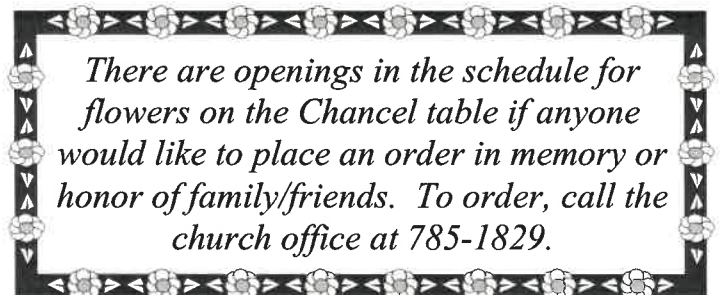 There are openings in the schedule for
flowers on the Chancel table if anyone
would like to place an order in memory or
honor of family/friends.  To order, call the
church office at 785-1829.